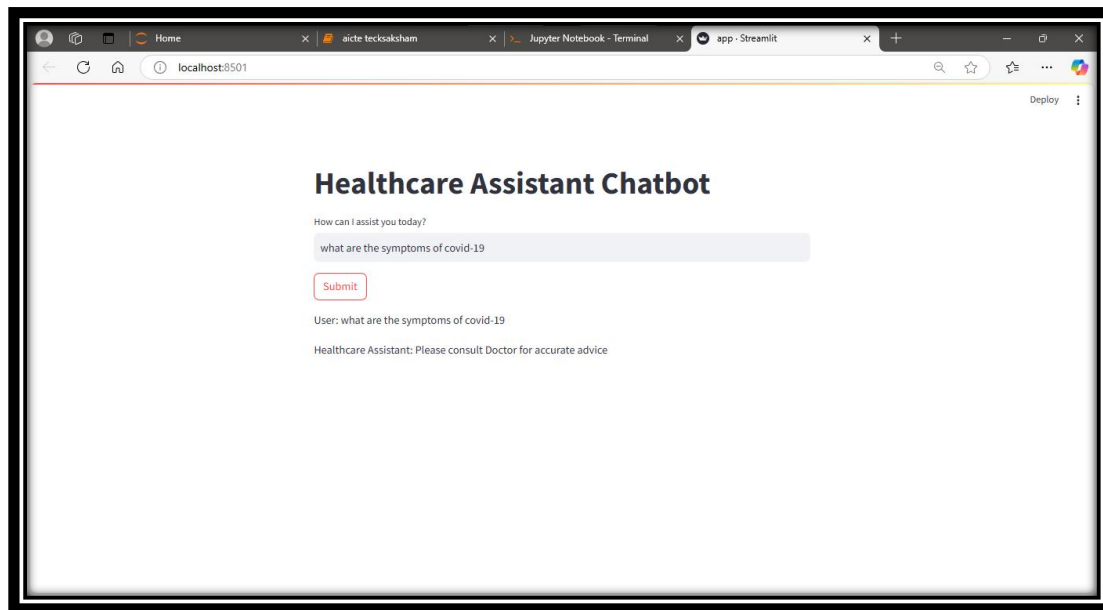 Home
aicte tecksaksham
Jupyter Notebook - Terminal
app · Streamlit
localhost:8501
Deploy
Healthcare Assistant Chatbot
How can I assist you today?
what are the symptoms of covid-19
Submit
User: what are the symptoms of covid-19
Healthcare Assistant: Please consult Doctor for accurate advice